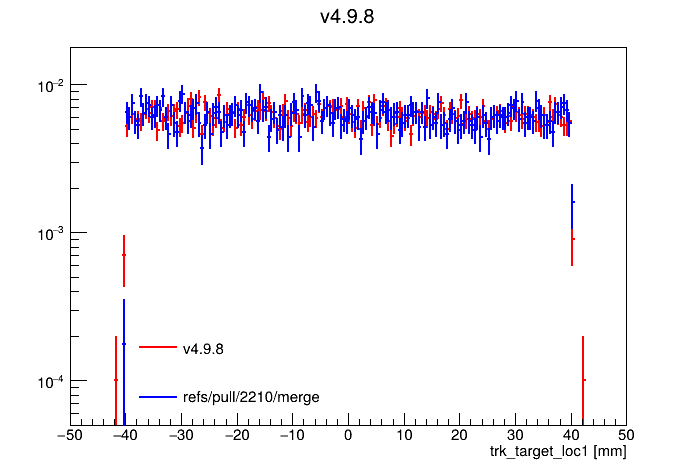 v4.9.8
10⁻²
10⁻³
10⁻⁴
v4.9.8
refs/pull/2210/merge
−50 −40 −30 −20 −10 0 10 20 30 40 50
trk_target_loc1 [mm]